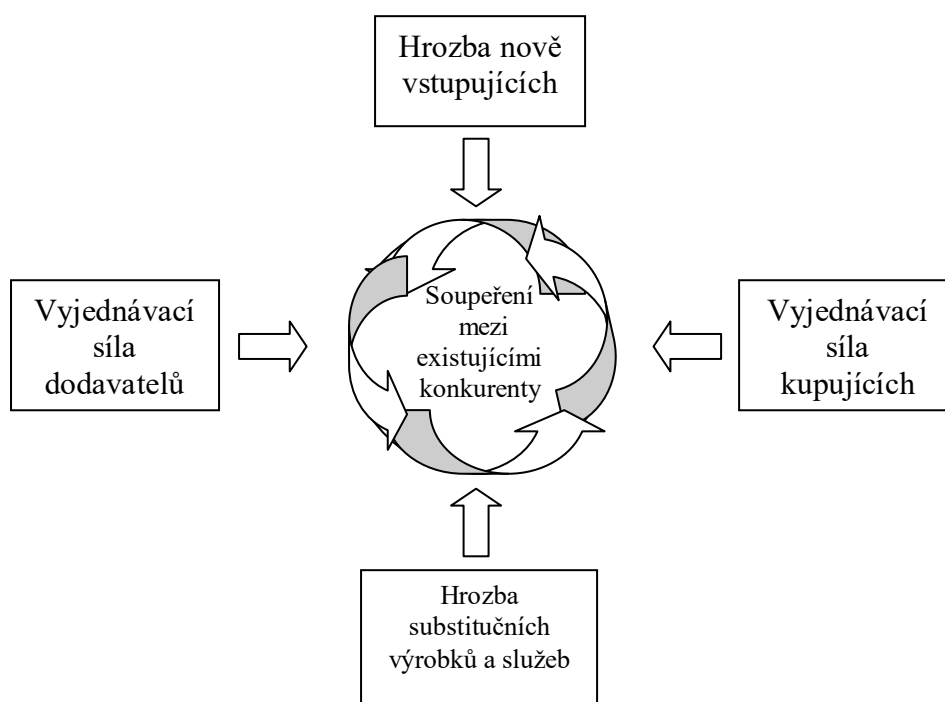 Hrozba nově
vstupujících
Vyjednávací
síla
dodavatelů
Soupeření
mezi
existujícími
konkurenty
Vyjednávací
síla
kupujících
Hrozba
substitučních
výrobků a služeb